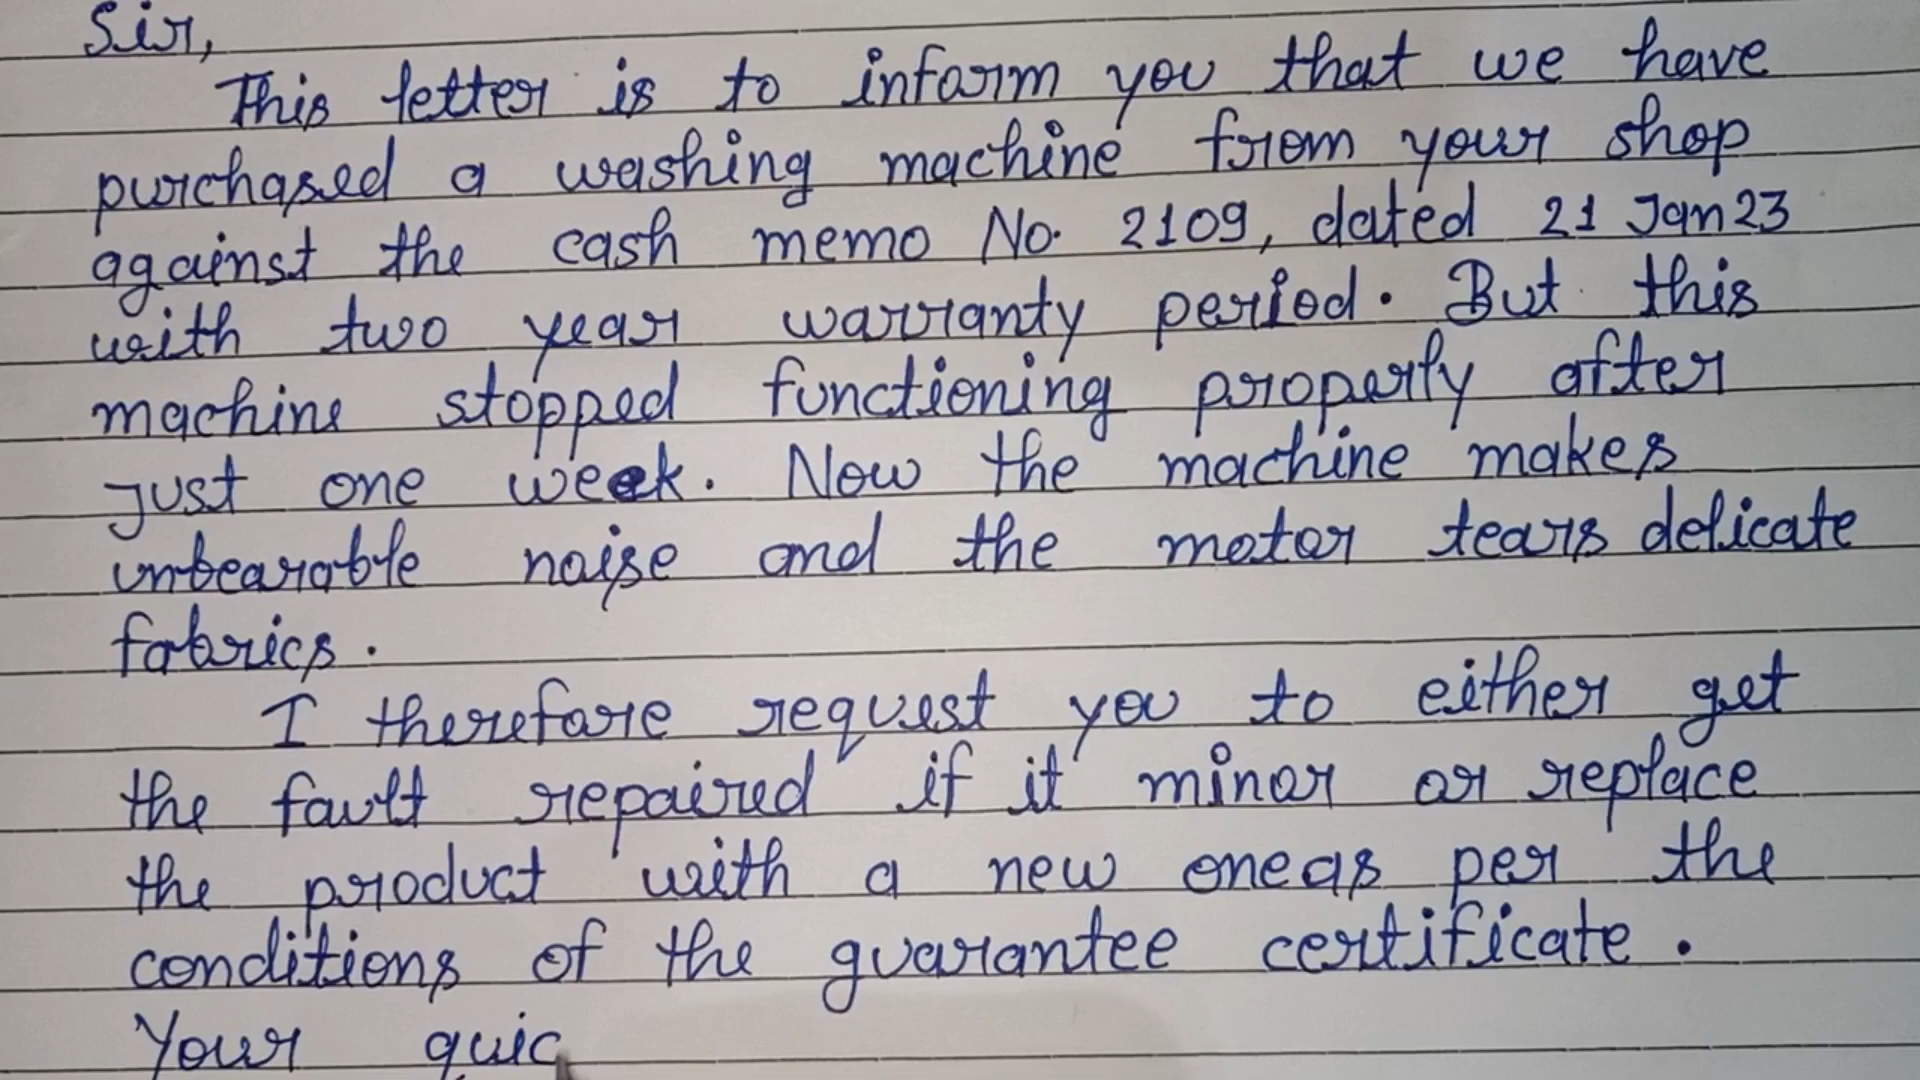 Sir,
This letter is to inform you that we have
purchased a washing machine from your shop
against the cash memo No. 2109, dated 21 Jan 23
with two year warranty period. But this
machine stopped functioning properly after
just one week. Now the machine makes
unbearable noise and the motor tears delicate
fabrics.
I therefore request you to either get
the fault repaired if it minor or replace
the product with a new one as per the
conditions of the guarantee certificate.
Your quic